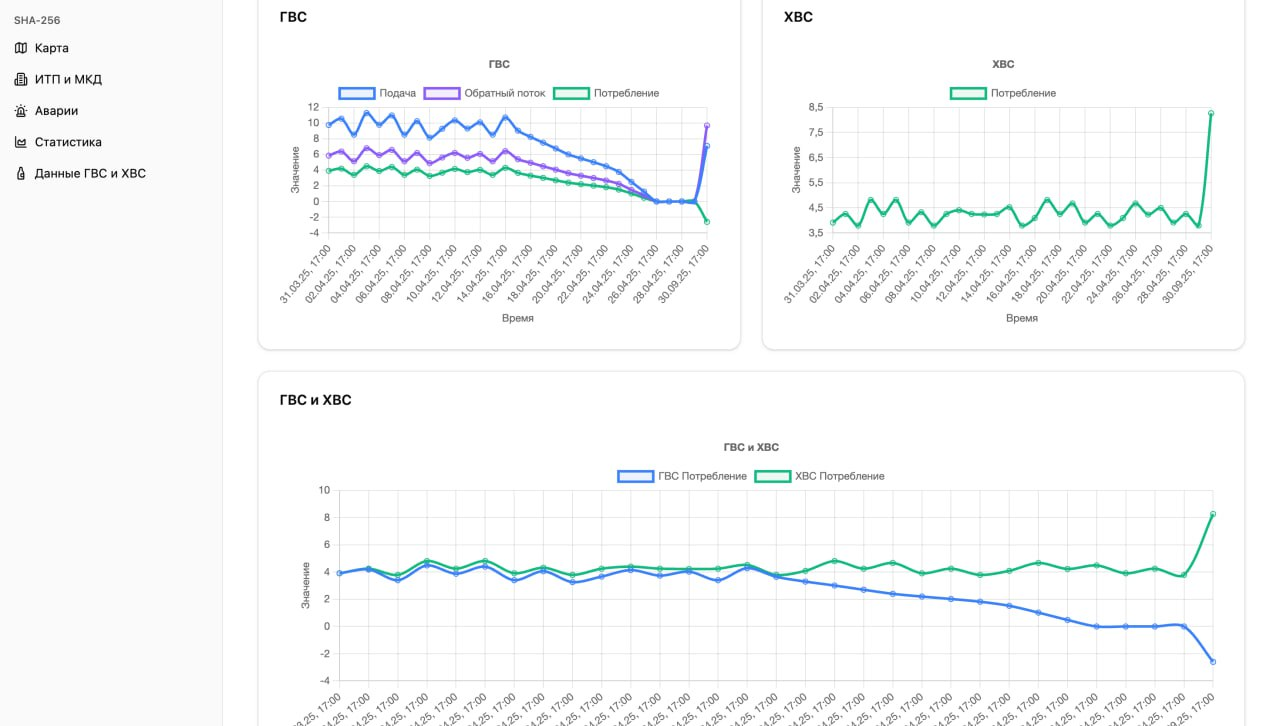 SHA-256
Карта
ИТП и МКД
Аварии
Статистика
Данные ГВС и ХВС
ГВС
ГВС
Подача Обратный поток Потребление
12
10
8
6
4
2
0
-2
-4
Значение
31.03.25, 17:00
02.04.25, 17:00
04.04.25, 17:00
06.04.25, 17:00
08.04.25, 17:00
10.04.25, 17:00
12.04.25, 17:00
14.04.25, 17:00
16.04.25, 17:00
18.04.25, 17:00
20.04.25, 17:00
22.04.25, 17:00
24.04.25, 17:00
26.04.25, 17:00
28.04.25, 17:00
30.09.25, 17:00
Время
ХВС
ХВС
Потребление
8,5
7,5
6,5
5,5
4,5
3,5
Значение
31.03.25, 17:00
02.04.25, 17:00
04.04.25, 17:00
06.04.25, 17:00
08.04.25, 17:00
10.04.25, 17:00
12.04.25, 17:00
14.04.25, 17:00
16.04.25, 17:00
18.04.25, 17:00
20.04.25, 17:00
22.04.25, 17:00
24.04.25, 17:00
26.04.25, 17:00
28.04.25, 17:00
30.09.25, 17:00
Время
ГВС и ХВС
ГВС и ХВС
ГВС Потребление ХВС Потребление
10
8
6
4
2
0
-2
-4
Значение